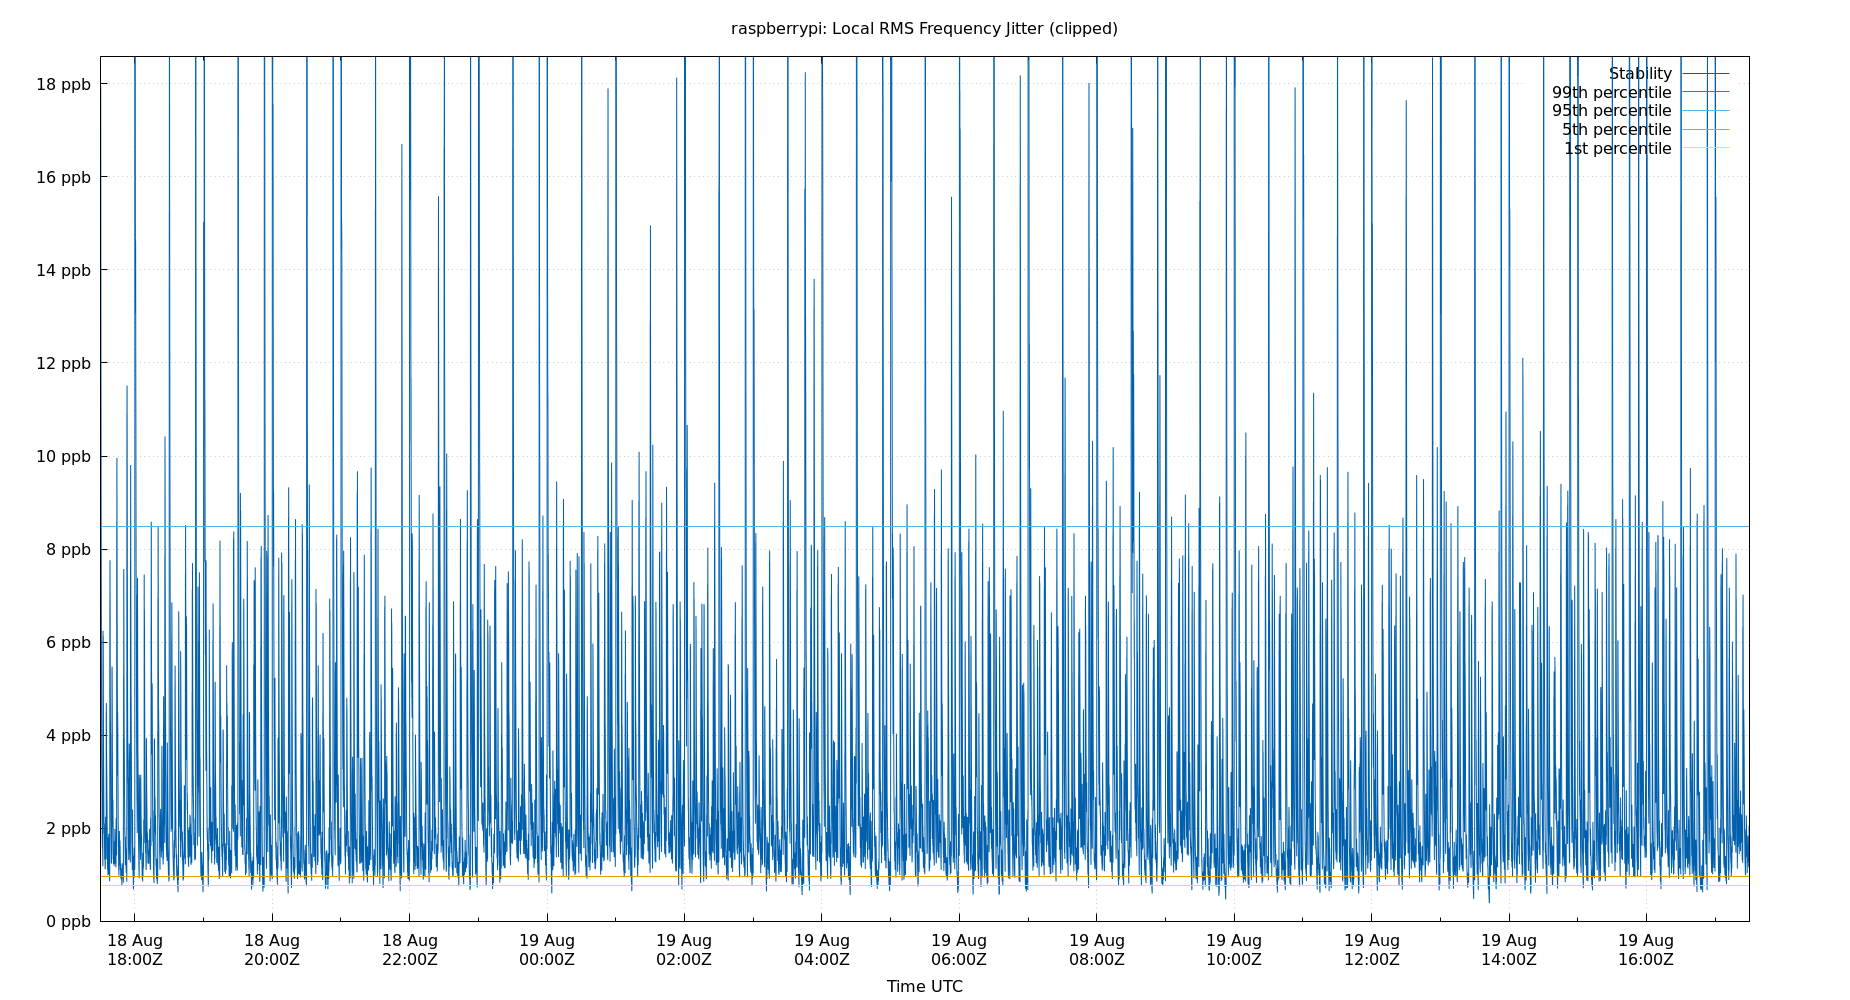 raspberrypi: Local RMS Frequency Jitter (clipped)
18 ppb
16 ppb
14 ppb
12 ppb
10 ppb
8 ppb
6 ppb
4 ppb
2 ppb
0 ppb
Stability
99th percentile
95th percentile
5th percentile
1st percentile
18 Aug 18 Aug 18 Aug 19 Aug 19 Aug 19 Aug 19 Aug 19 Aug 19 Aug 19 Aug 19 Aug 19 Aug
18:00Z 20:00Z 22:00Z 00:00Z 02:00Z 04:00Z 06:00Z 08:00Z 10:00Z 12:00Z 14:00Z 16:00Z
Time UTC